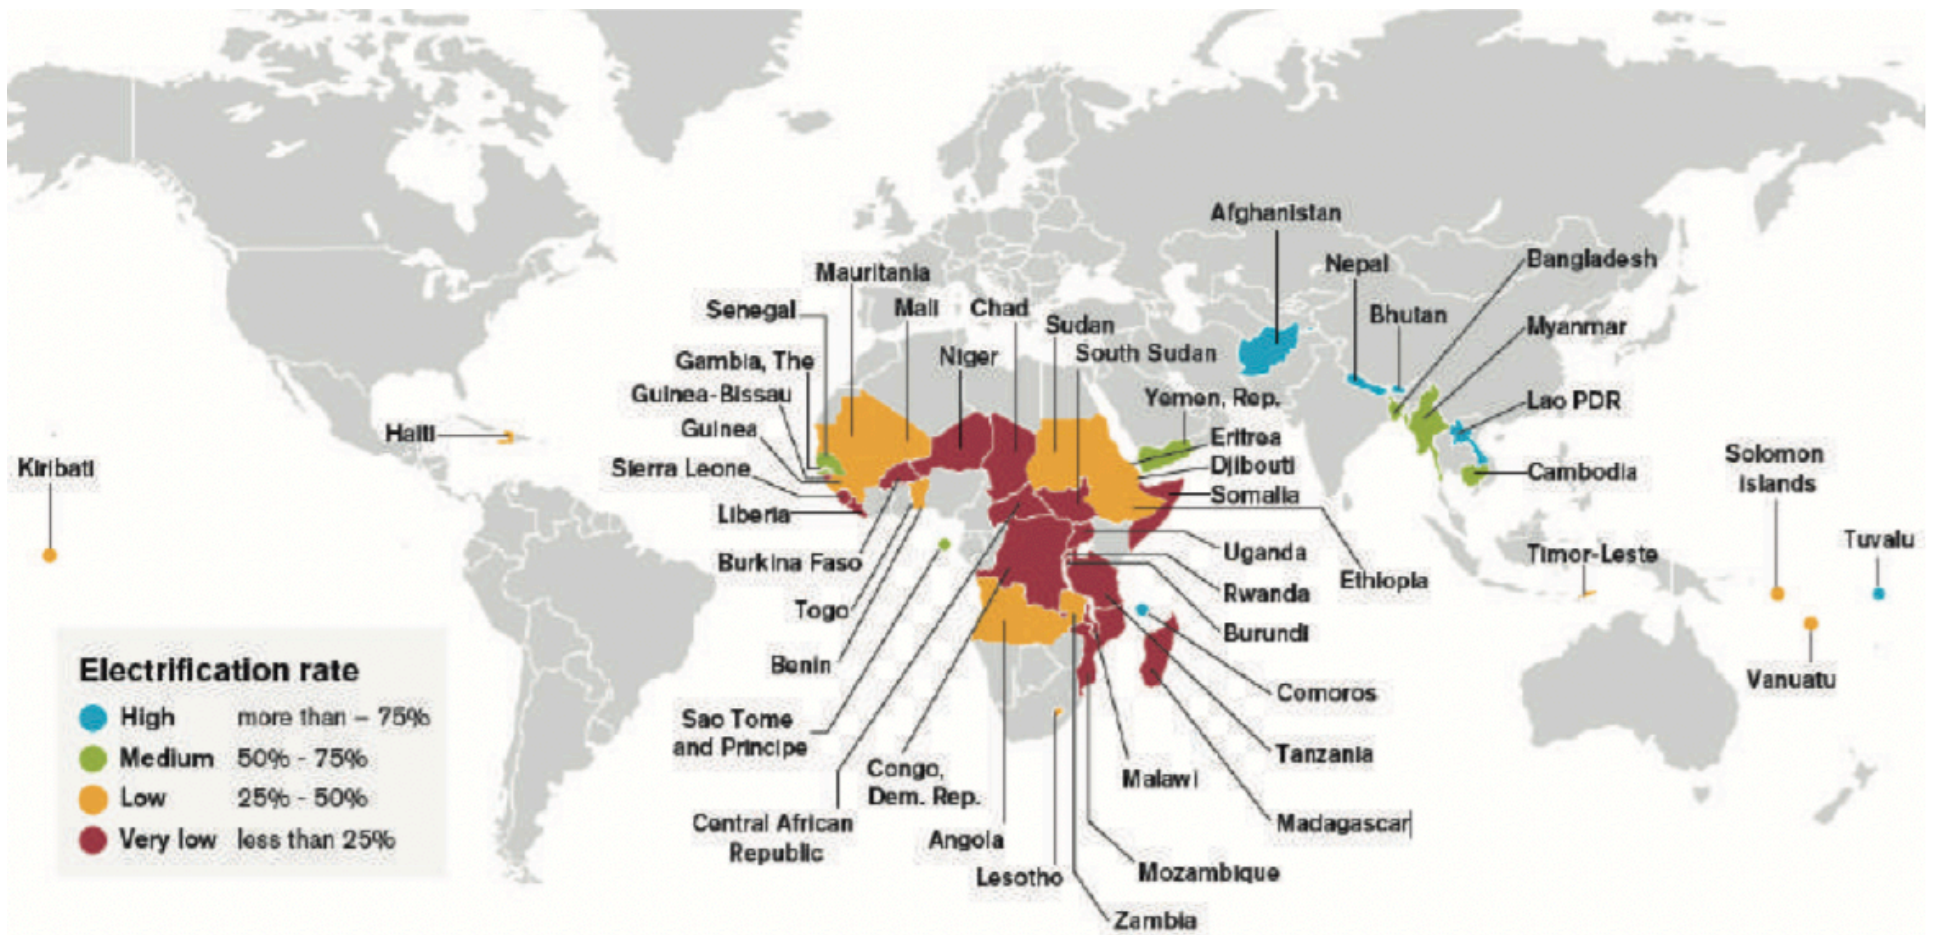 Afghanistan
Nepal
Bangladesh
Bhutan
Myanmar
Mauritania
Senegal
Mali
Chad
Sudan
South Sudan
Niger
Gambia, The
Guinea-Bissau
Guinea
Sierra Leone
Liberia
Yemen, Rep.
Eritrea
Djibouti
Somalia
Lao PDR
Cambodia
Haiti
Kiribati
Solomon
islands
Tuvalu
Timor-Leste
Vanuatu
Burkina Faso
Togo
Benin
Uganda
Ethiopia
Rwanda
Burundi
Sao Tome
and Principe
Comoros
Tanzania
Malawi
Madagascar
Congo,
Dem. Rep.
Central African
Republic
Angola
Lesotho
Mozambique
Zambia
Electrification rate
High more than – 75%
Medium 50% - 75%
Low 25% - 50%
Very low less than 25%